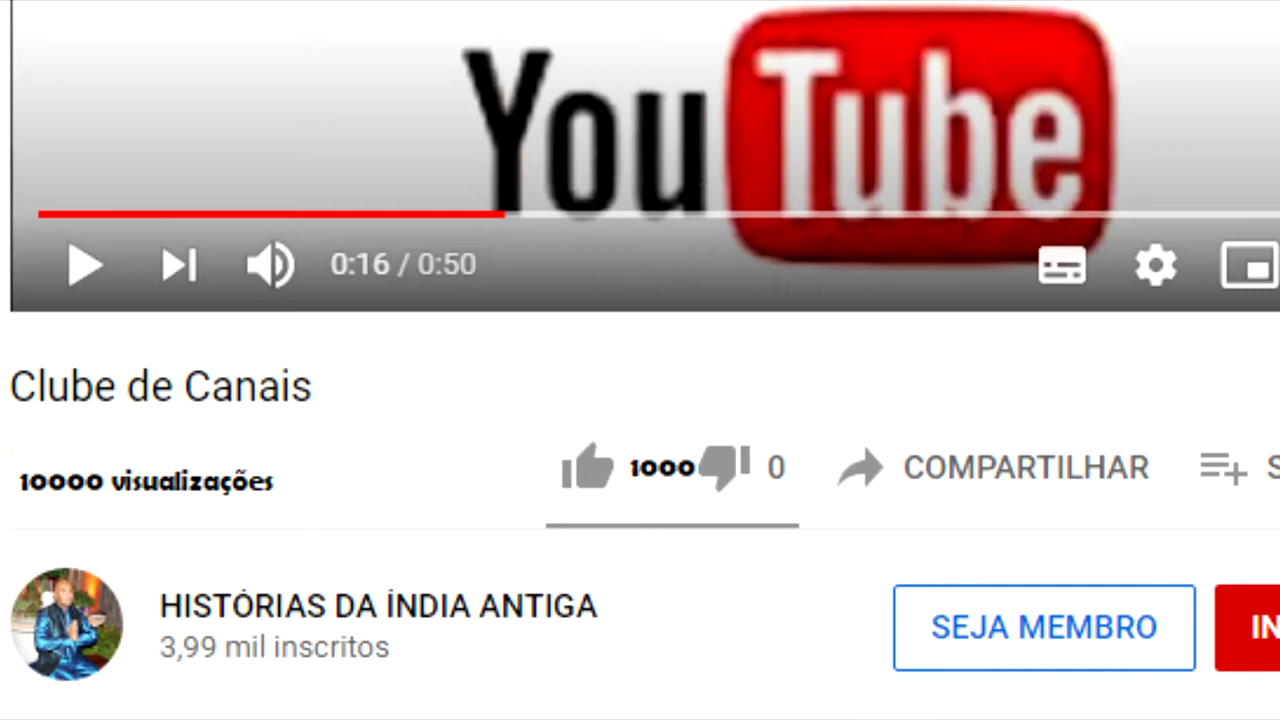 YouTube
0:16 / 0:50
Clube de Canais
10000 visualizações
1000 0 COMPARTILHAR
HISTÓRIAS DA ÍNDIA ANTIGA
3,99 mil inscritos
SEJA MEMBRO